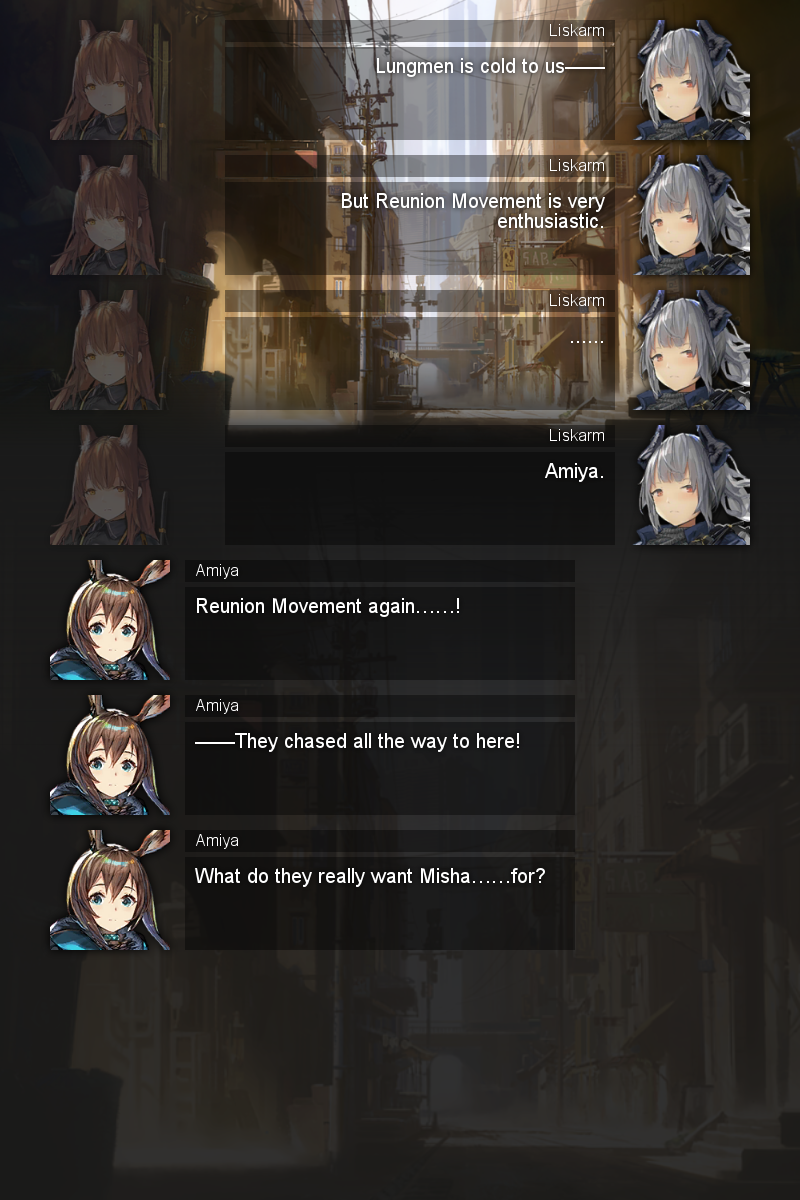 Liskarm
Lungmen is cold to us——
Liskarm
But Reunion Movement is very
enthusiastic.
Liskarm
……
Liskarm
Amiya.
Amiya
Reunion Movement again……!
Amiya
——They chased all the way to here!
Amiya
What do they really want Misha……for?